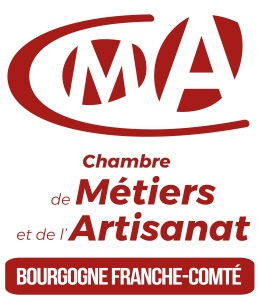 CMA
Chambre
de Métiers
et de l'Artisanat
BOURGOGNE FRANCHE-COMTÉ